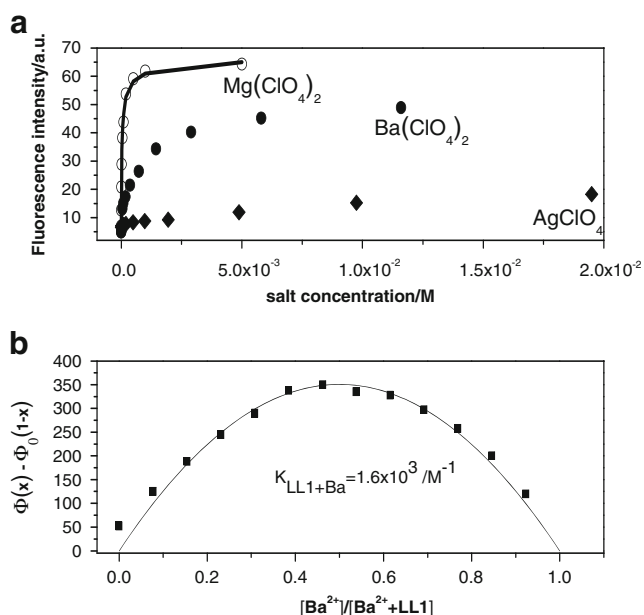 a
Fluorescence intensity/a.u.
70
60
50
40
30
20
10
Mg(ClO4)2
Ba(ClO4)2
AgClO4
0.0 5.0x10-3 1.0x10-2 1.5x10-2 2.0x10-2
salt concentration/M
b
Φ(x) - Φ0(1-x)
400
350
300
250
200
150
100
50
0
KLL1+Ba=1.6x103 /M-1
0.0 0.2 0.4 0.6 0.8 1.0
[Ba2+]/[Ba2++LL1]